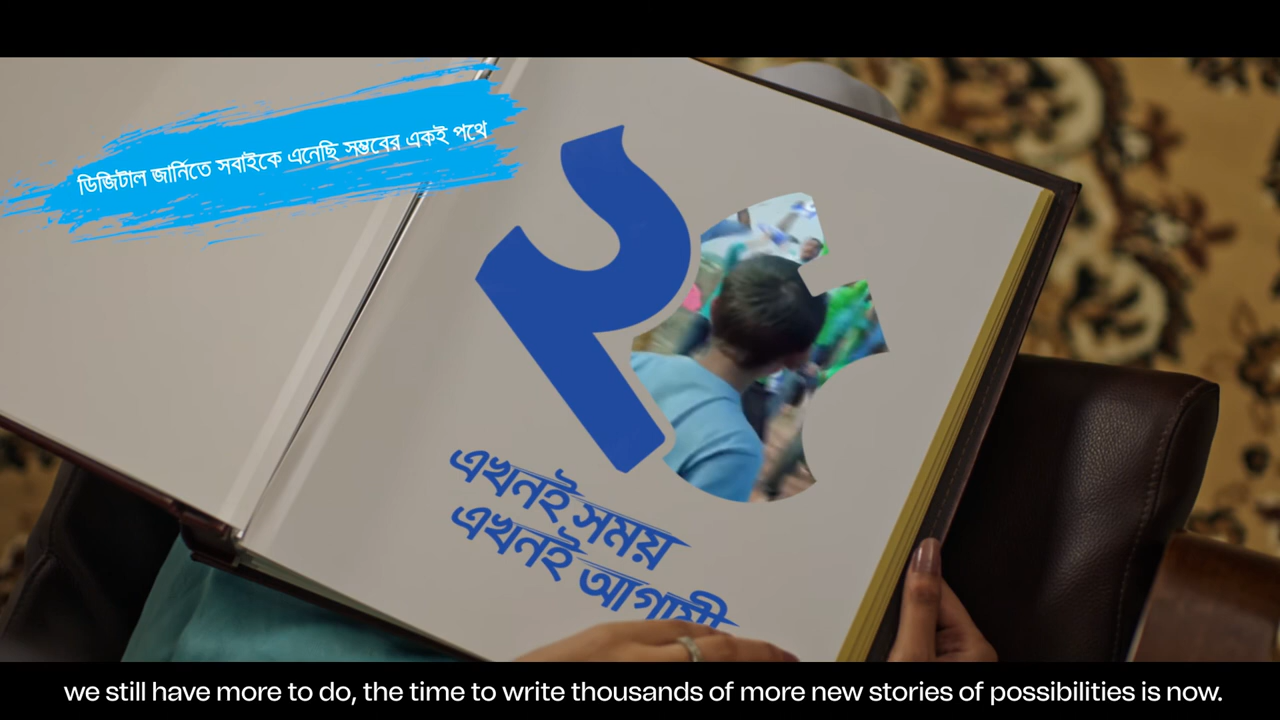 ডিজিটাল জার্নিতে সবাইকে এনেছি সম্ভবের একই পথে
২৫
এখনই সময়
এখনই আগামী
we still have more to do, the time to write thousands of more new stories of possibilities is now.